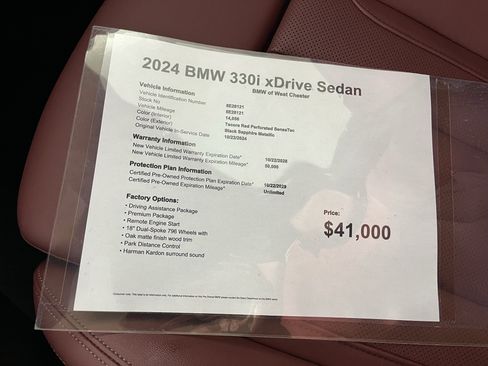 2024 BMW 330i xDrive Sedan
BMW of West Chester
Vehicle Information
Vehicle Identification Number 8E28121
Stock No 8E28121
Vehicle Mileage 14,056
Color (Interior) Tacora Red Perforated SensaTec
Color (Exterior) Black Sapphire Metallic
Original Vehicle In-Service Date 10/23/2024
Warranty Information
New Vehicle Limited Warranty Expiration Date* 10/22/2028
New Vehicle Limited Warranty Expiration Mileage* 50,000
Protection Plan Information
Certified Pre-Owned Protection Plan Expiration Date* 10/22/2029
Certified Pre-Owned Expiration Mileage* Unlimited
Factory Options:
• Driving Assistance Package
• Premium Package
• Remote Engine Start
• 18" Dual-Spoke 796 Wheels with
• Oak matte finish wood trim
• Park Distance Control
• Harman Kardon surround sound
Price:
$41,000